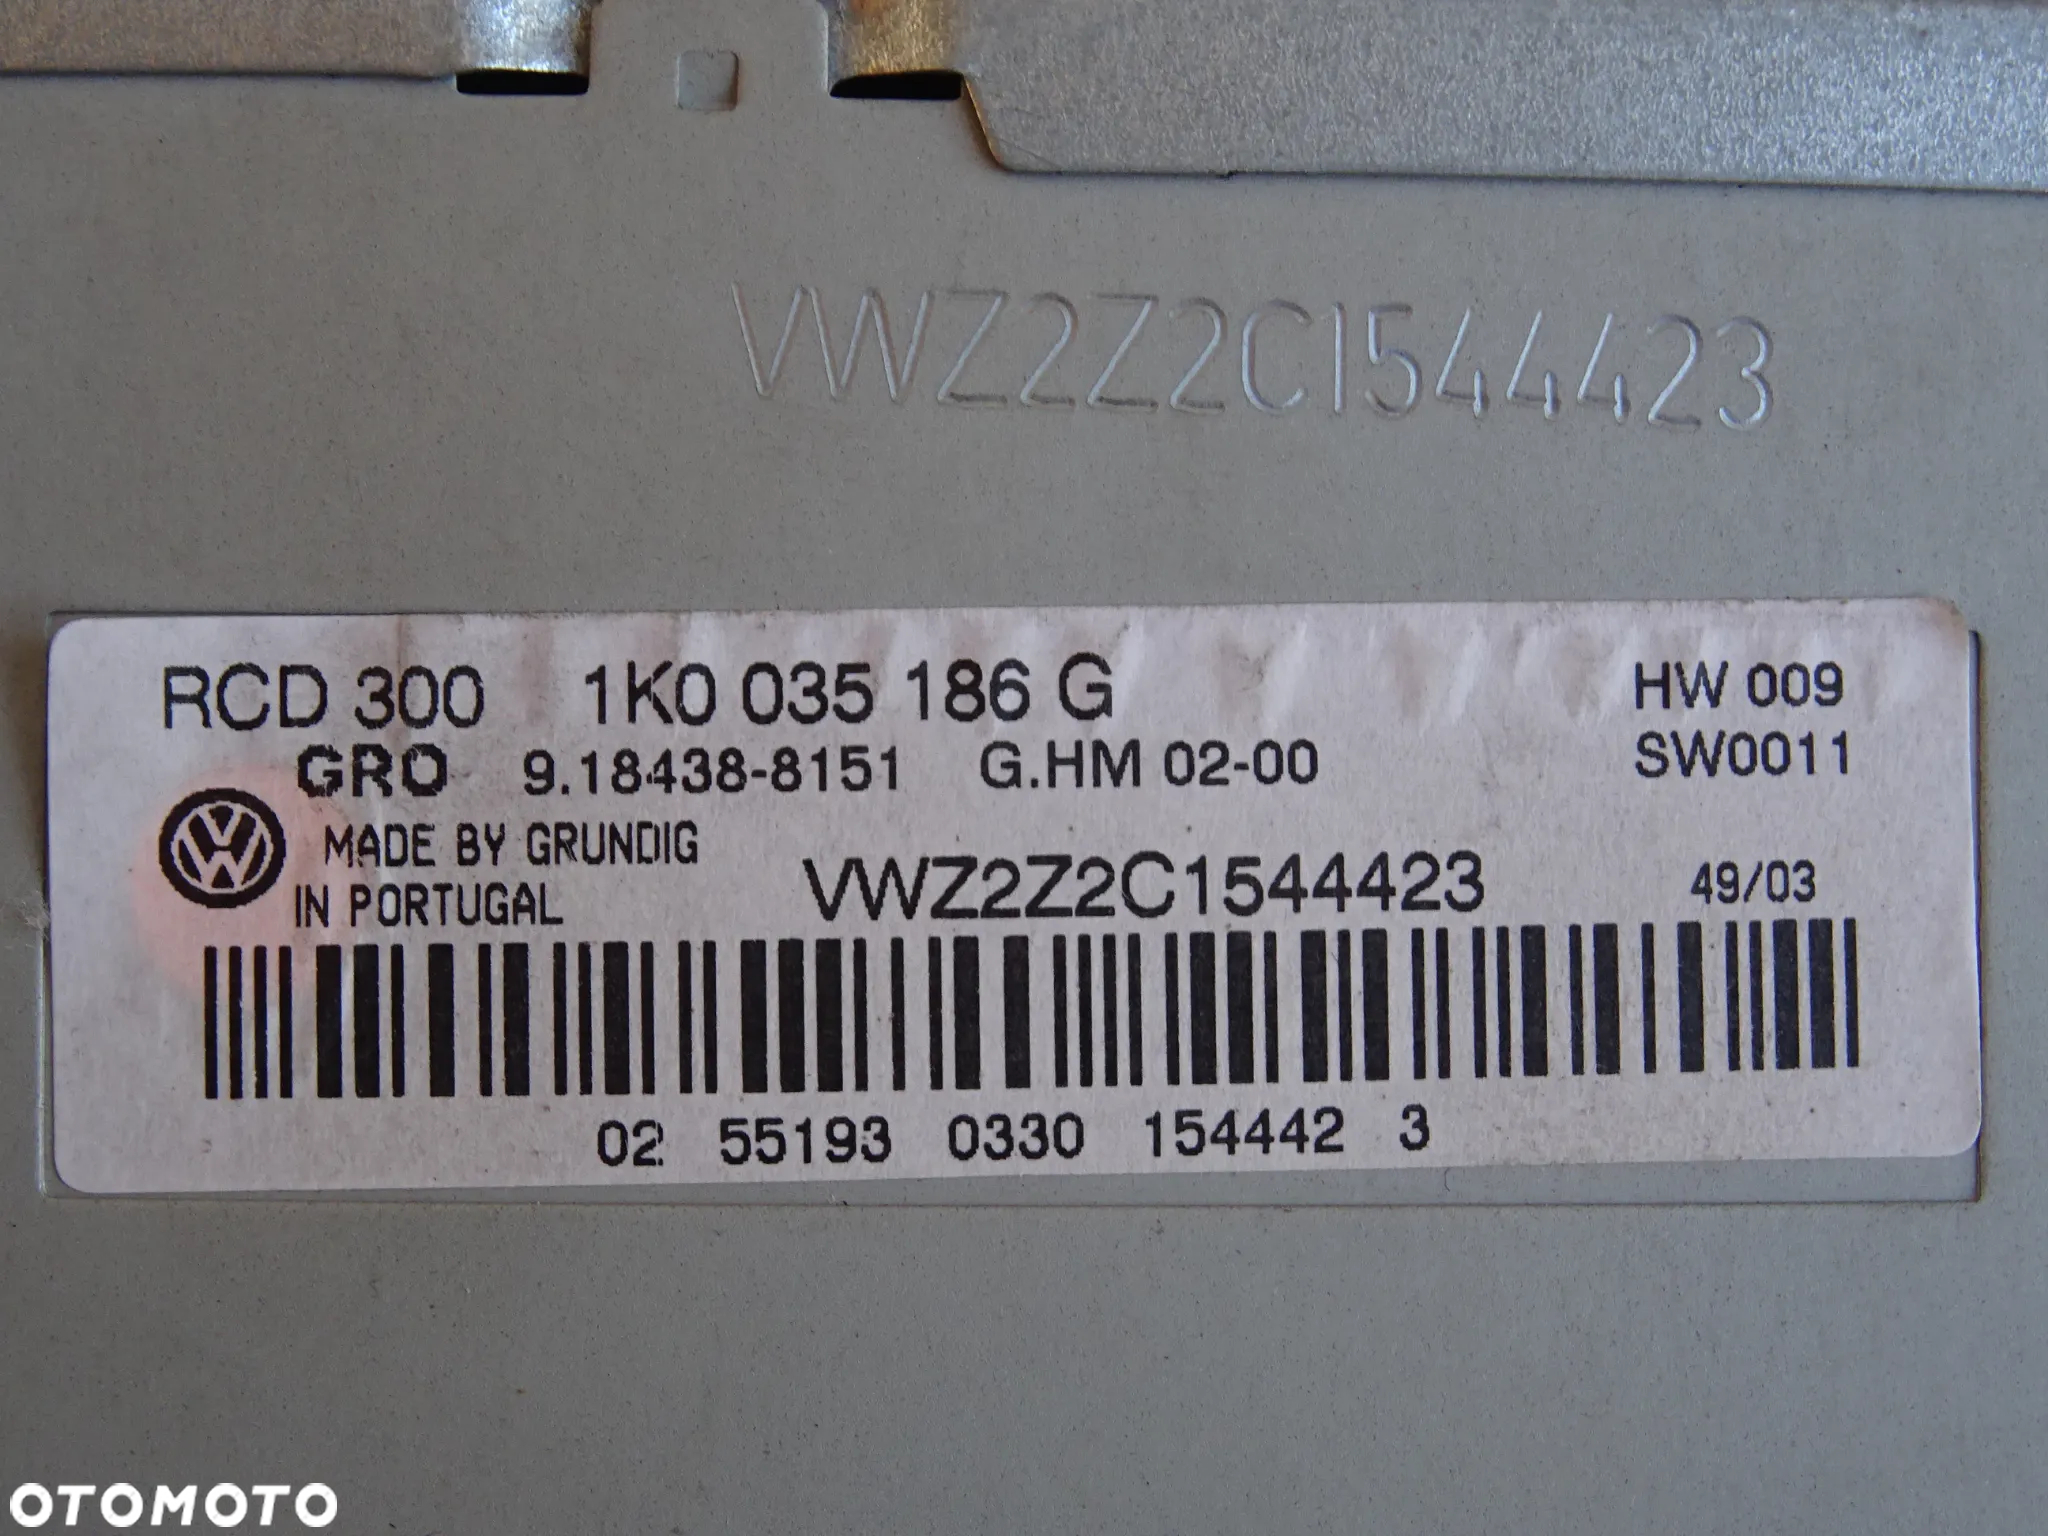 VWZ2Z2C1544423
RCD 300 1K0 035 186 G HW 009
GRO 9.18438-8151 G.HM 02-00 SW0011
MADE BY GRUNDIG
IN PORTUGAL
VWZ2Z2C1544423 49/03
02 55193 0330 154442 3
OTOMOTO